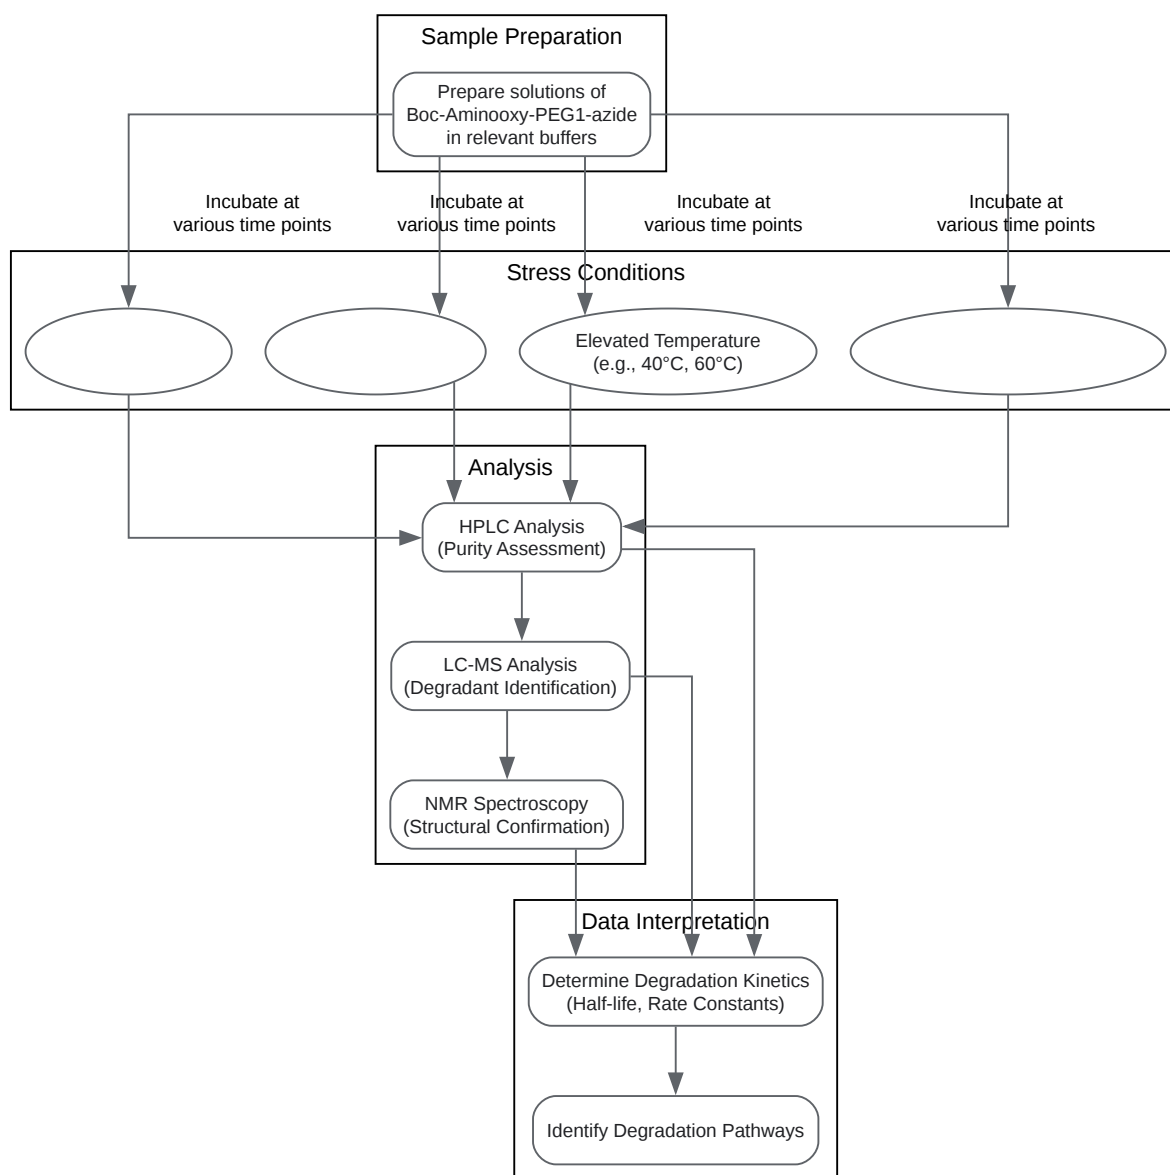 Sample Preparation
Prepare solutions of
Boc-Aminooxy-PEG1-azide
in relevant buffers
Incubate at
various time points
Incubate at
various time points
Incubate at
various time points
Incubate at
various time points
Stress Conditions
Elevated Temperature
(e.g., 40°C, 60°C)
Analysis
HPLC Analysis
(Purity Assessment)
LC-MS Analysis
(Degradant Identification)
NMR Spectroscopy
(Structural Confirmation)
Data Interpretation
Determine Degradation Kinetics
(Half-life, Rate Constants)
Identify Degradation Pathways